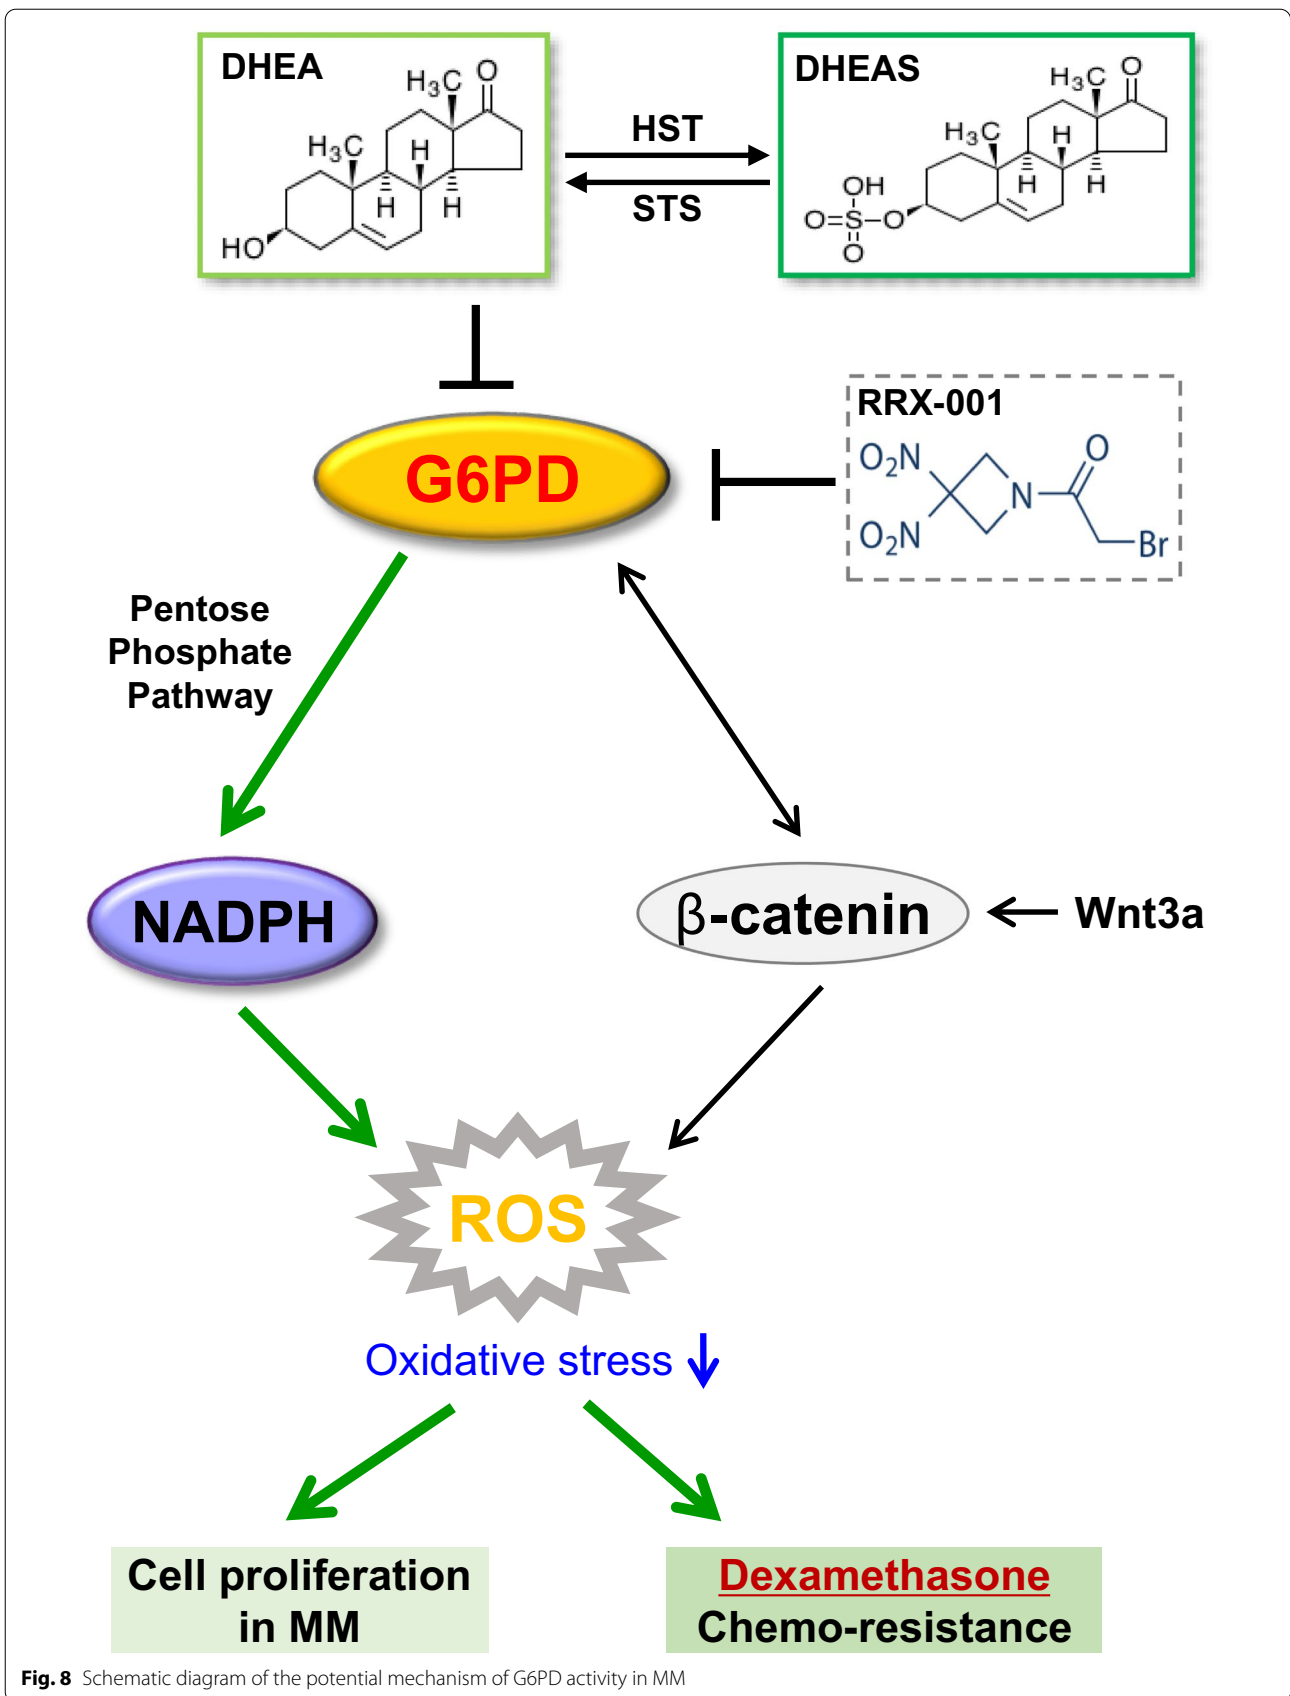 DHEA
H₃C
O
H₃C
H
H
H
HO
HST
STS
DHEAS
H₃C
O
H₃C
H
H
H
OH
O=S–O
O
RRX-001
O₂N
O
N
O₂N
Br
G6PD
Pentose
Phosphate
Pathway
NADPH
β-catenin
Wnt3a
ROS
Oxidative stress ↓
Cell proliferation
in MM
Dexamethasone
Chemo-resistance
Fig. 8 Schematic diagram of the potential mechanism of G6PD activity in MM